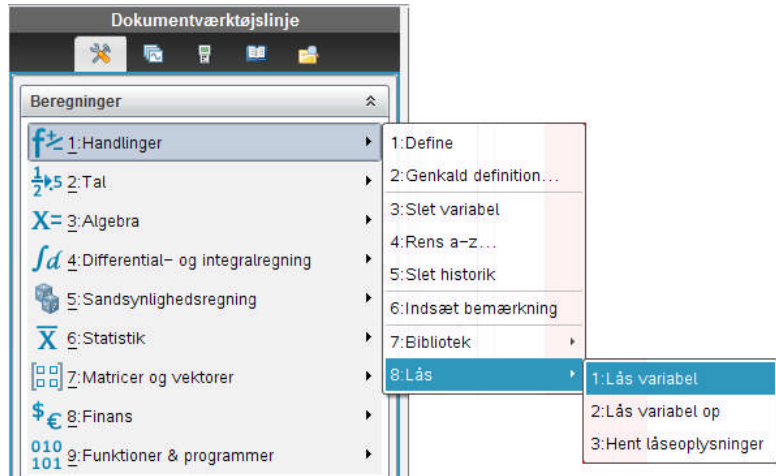 Dokumentværktøjslinje
Beregninger
1:Handlinger
2:Tal
3:Algebra
4:Differential- og integralregning
5:Sandsynlighedsregning
6:Statistik
7:Matricer og vektorer
8:Finans
9:Funktioner & programmer
1:Define
2:Genkald definition...
3:Slet variabel
4:Rens a-z...
5:Slet historik
6:Indsæt bemærkning
7:Bibliotek
8:Lås
1:Lås variabel
2:Lås variabel op
3:Hent låseoplysninger